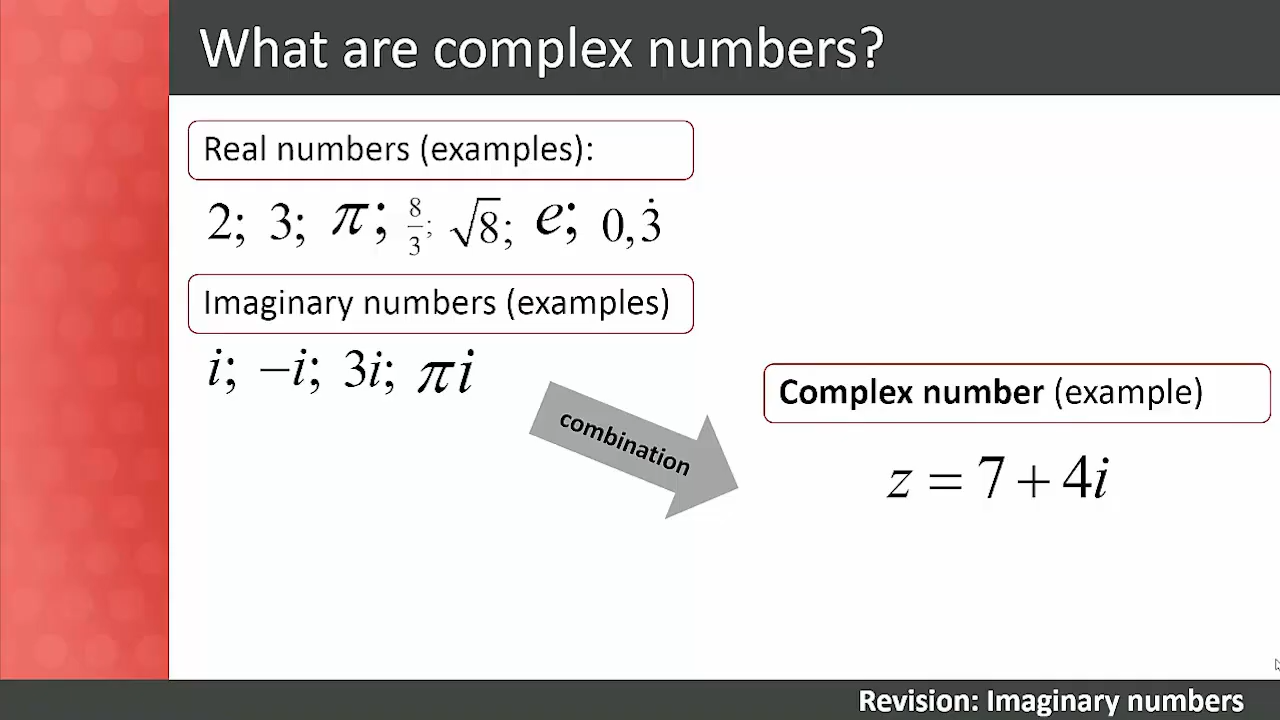 What are complex numbers?
Real numbers (examples):
2; 3; π; 8/3; √8; e; 0,3̇
Imaginary numbers (examples)
i; −i; 3i; πi
combination
Complex number (example)
z = 7 + 4i
Revision: Imaginary numbers